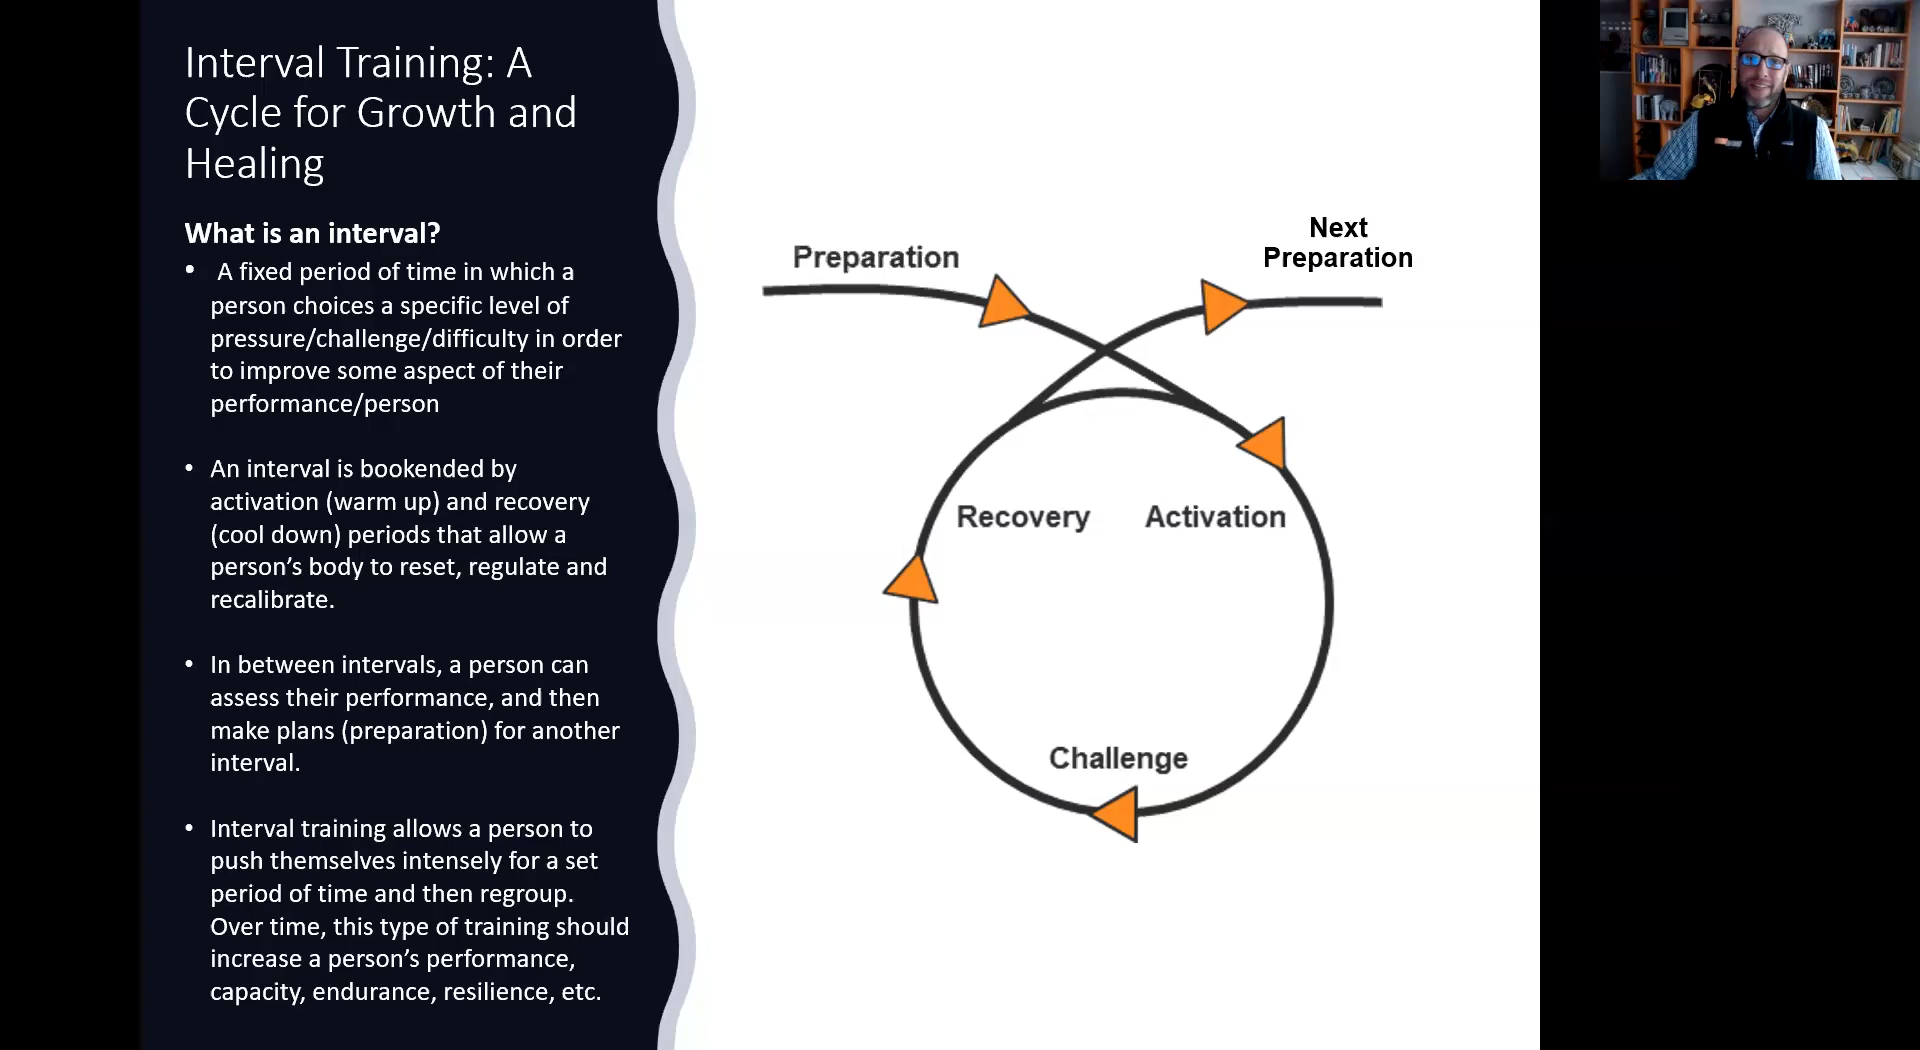 Interval Training: A
Cycle for Growth and
Healing
What is an interval?
• A fixed period of time in which a
person choices a specific level of
pressure/challenge/difficulty in order
to improve some aspect of their
performance/person
• An interval is bookended by
activation (warm up) and recovery
(cool down) periods that allow a
person’s body to reset, regulate and
recalibrate.
• In between intervals, a person can
assess their performance, and then
make plans (preparation) for another
interval.
• Interval training allows a person to
push themselves intensely for a set
period of time and then regroup.
Over time, this type of training should
increase a person’s performance,
capacity, endurance, resilience, etc.
Preparation
Next
Preparation
Recovery
Activation
Challenge